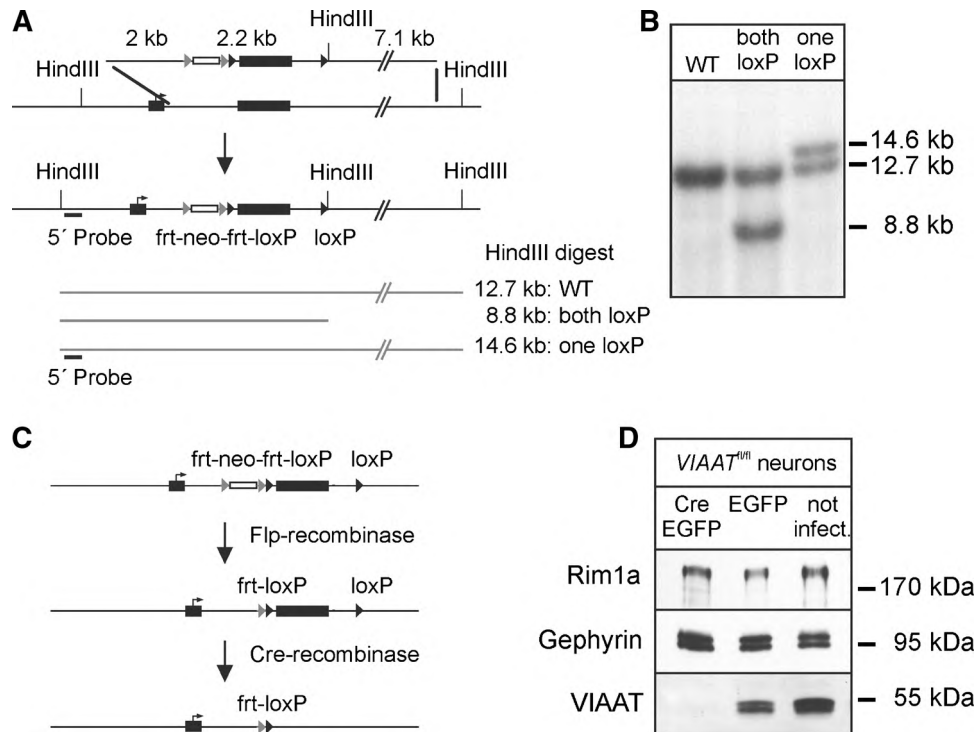 A
HindIII
2 kb
2.2 kb
7.1 kb
HindIII
HindIII
HindIII
HindIII
HindIII
5´ Probe
frt-neo-frt-loxP
loxP
HindIII digest
12.7 kb: WT
8.8 kb: both loxP
14.6 kb: one loxP
5´ Probe
B
WT
both
loxP
one
loxP
14.6 kb
12.7 kb
8.8 kb
C
frt-neo-frt-loxP
loxP
Flp-recombinase
frt-loxP
loxP
Cre-recombinase
frt-loxP
D
VIAATfl/fl neurons
Cre
EGFP
EGFP
not
infect.
Rim1a
170 kDa
Gephyrin
95 kDa
VIAAT
55 kDa